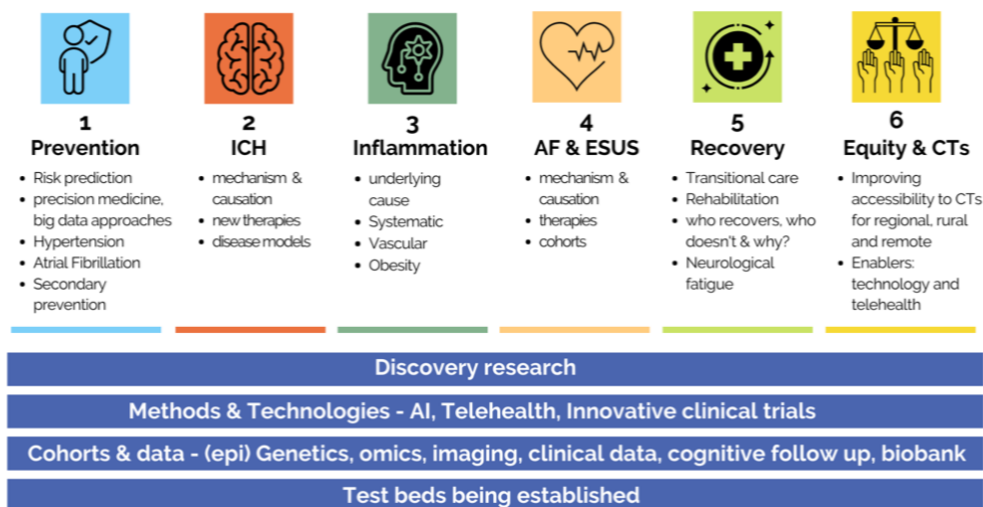 1
Prevention
• Risk prediction
• precision medicine,
big data approaches
• Hypertension
• Atrial Fibrillation
• Secondary
prevention
2
ICH
• mechanism &
causation
• new therapies
• disease models
3
Inflammation
• underlying
cause
• Systematic
• Vascular
• Obesity
4
AF & ESUS
• mechanism &
causation
• therapies
• cohorts
5
Recovery
• Transitional care
• Rehabilitation
• who recovers, who
doesn't & why?
• Neurological
fatigue
6
Equity & CTs
• Improving
accessibility to CTs
for regional, rural
and remote
• Enablers:
technology and
telehealth
Discovery research
Methods & Technologies - AI, Telehealth, Innovative clinical trials
Cohorts & data - (epi) Genetics, omics, imaging, clinical data, cognitive follow up, biobank
Test beds being established